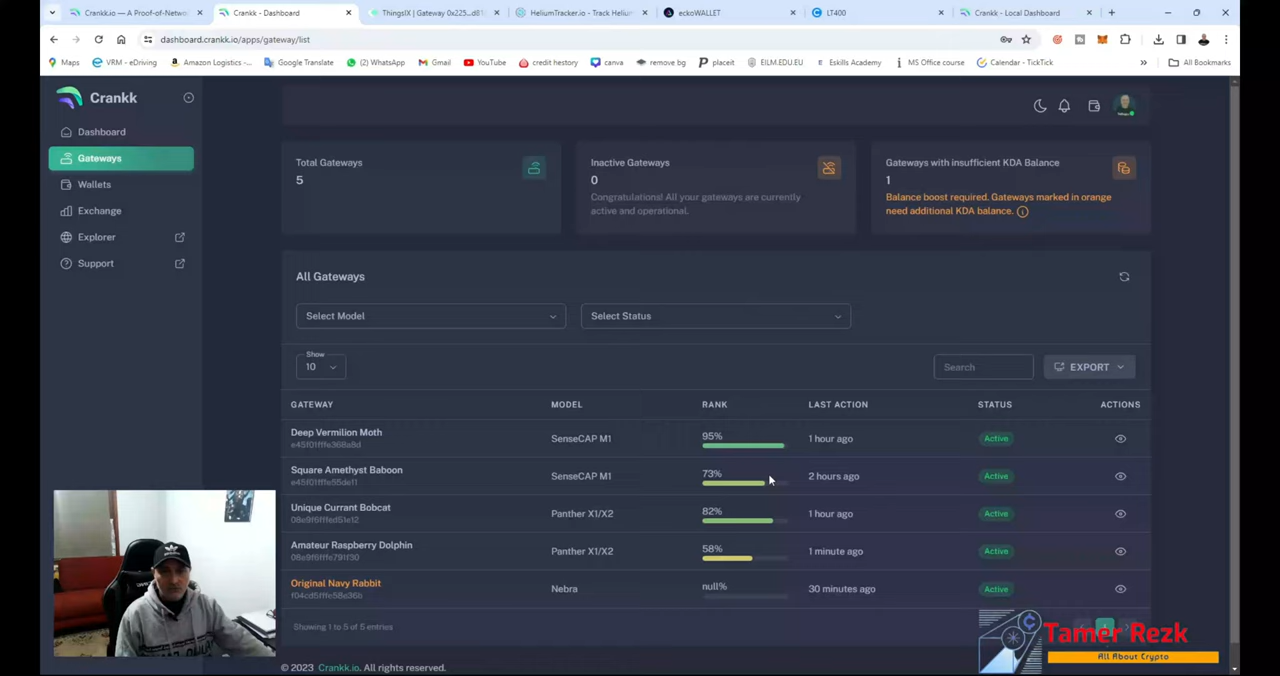 Crankk.io — A Proof-of-Netwo
Crankk - Dashboard
ThingsIX | Gateway 0x225...d81
HeliumTracker.io - Track Helium
eckoWALLET
LT400
Crankk - Local Dashboard
dashboard.crankk.io/apps/gateway/list
Maps
VRM - eDriving
Amazon Logistics -...
Google Translate
(2) WhatsApp
Gmail
YouTube
credit hestory
canva
remove bg
placeit
EILM.EDU.EU
Eskills Academy
MS Office course
Calendar - TickTick
All Bookmarks
Crankk
Dashboard
Gateways
Wallets
Exchange
Explorer
Support
Total Gateways
5
Inactive Gateways
0
Congratulations! All your gateways are currently
active and operational.
Gateways with insufficient KDA Balance
1
Balance boost required. Gateways marked in orange
need additional KDA balance.
All Gateways
Select Model
Select Status
Show
10
Search
EXPORT
GATEWAY MODEL RANK LAST ACTION STATUS ACTIONS
Deep Vermilion Moth
e45f01fffe368a8d
SenseCAP M1 95% 1 hour ago Active
Square Amethyst Baboon
e45f01fffe55de11
SenseCAP M1 73% 2 hours ago Active
Unique Currant Bobcat
08e9f6fffed51e12
Panther X1/X2 82% 1 hour ago Active
Amateur Raspberry Dolphin
08e9f6fffe791f30
Panther X1/X2 58% 1 minute ago Active
Original Navy Rabbit
f04cd5fffe58e36b
Nebra null% 30 minutes ago Active
Showing 1 to 5 of 5 entries
1
© 2023 Crankk.io. All rights reserved.
Tamer Rezk
All About Crypto